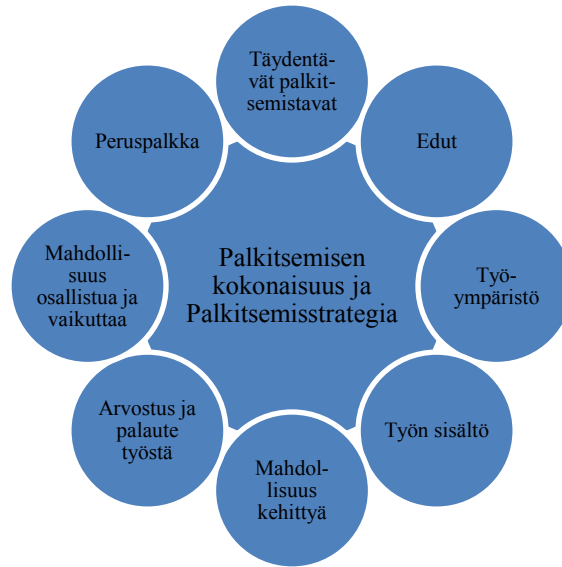 Täydentä-
vät palkit-
semistavat
Peruspalkka
Edut
Mahdolli-
suus
osallistua ja
vaikuttaa
Palkitsemisen
kokonaisuus ja
Palkitsemisstrategia
Työ-
ympäristö
Arvostus ja
palaute
työstä
Työn sisältö
Mahdol-
lisuus
kehittyä